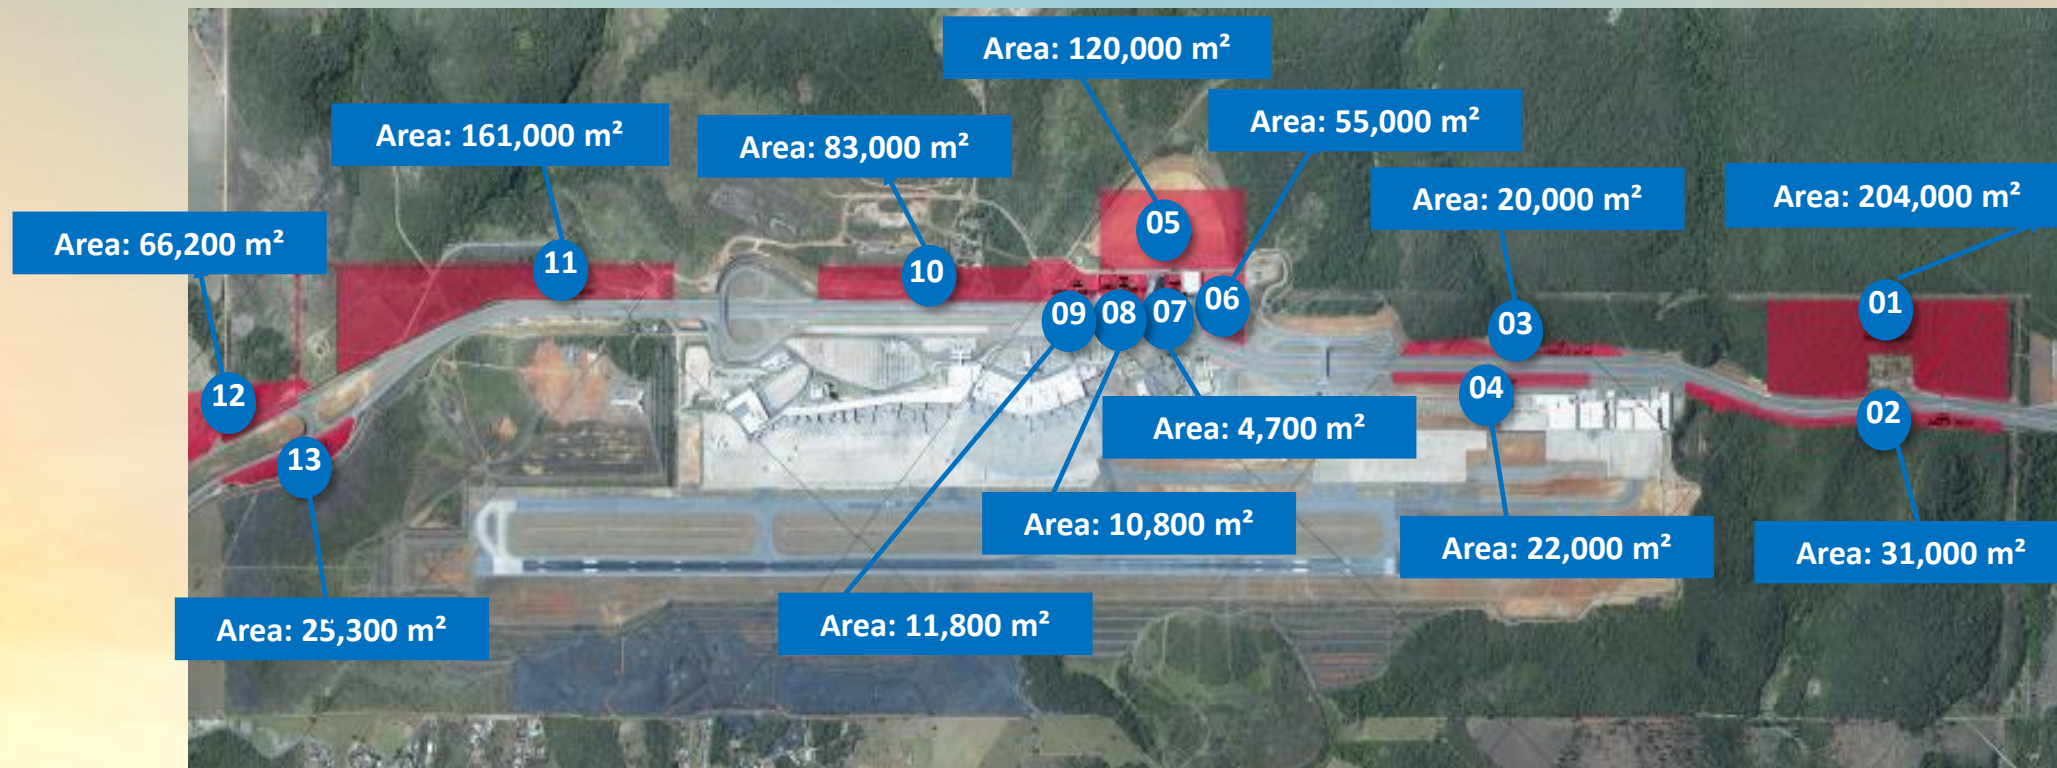 Area: 120,000 m²
Area: 55,000 m²
Area: 161,000 m²
Area: 83,000 m²
Area: 20,000 m²
Area: 204,000 m²
Area: 66,200 m²
05
11
10
09
08
07
06
03
01
12
04
02
13
Area: 4,700 m²
Area: 10,800 m²
Area: 22,000 m²
Area: 31,000 m²
Area: 25,300 m²
Area: 11,800 m²